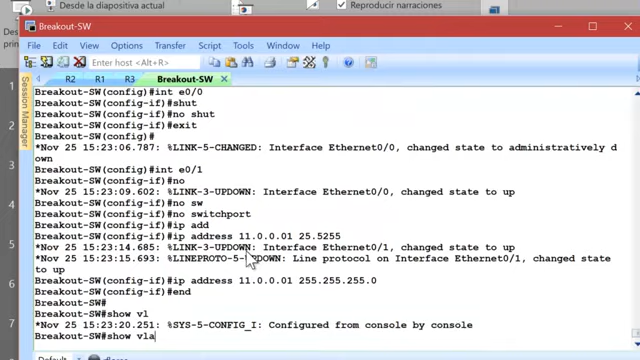 Desde la diapositiva actual
Reproducir narraciones
Breakout-SW
File Edit View Options Transfer Script Tools Window Help
Enter host <Alt+R>
R2 R1 R3 Breakout-SW
Session Manager
1
2
3
4
5
6
7
Breakout-SW(config)#int e0/0
Breakout-SW(config-if)#shut
Breakout-SW(config-if)#no shut
Breakout-SW(config-if)#exit
Breakout-SW(config)#
*Nov 25 15:23:06.787: %LINK-5-CHANGED: Interface Ethernet0/0, changed state to administratively d
own
Breakout-SW(config)#int e0/1
Breakout-SW(config-if)#no
*Nov 25 15:23:09.602: %LINK-3-UPDOWN: Interface Ethernet0/0, changed state to up
Breakout-SW(config-if)#no sw
Breakout-SW(config-if)#no switchport
Breakout-SW(config-if)#ip add
Breakout-SW(config-if)#ip address 11.0.0.01 25.5255
*Nov 25 15:23:14.685: %LINK-3-UPDOWN: Interface Ethernet0/1, changed state to up
*Nov 25 15:23:15.693: %LINEPROTO-5-UPDOWN: Line protocol on Interface Ethernet0/1, changed state
to up
Breakout-SW(config-if)#ip address 11.0.0.01 255.255.255.0
Breakout-SW(config-if)#end
Breakout-SW#
Breakout-SW#show vl
*Nov 25 15:23:20.251: %SYS-5-CONFIG_I: Configured from console by console
Breakout-SW#show vla